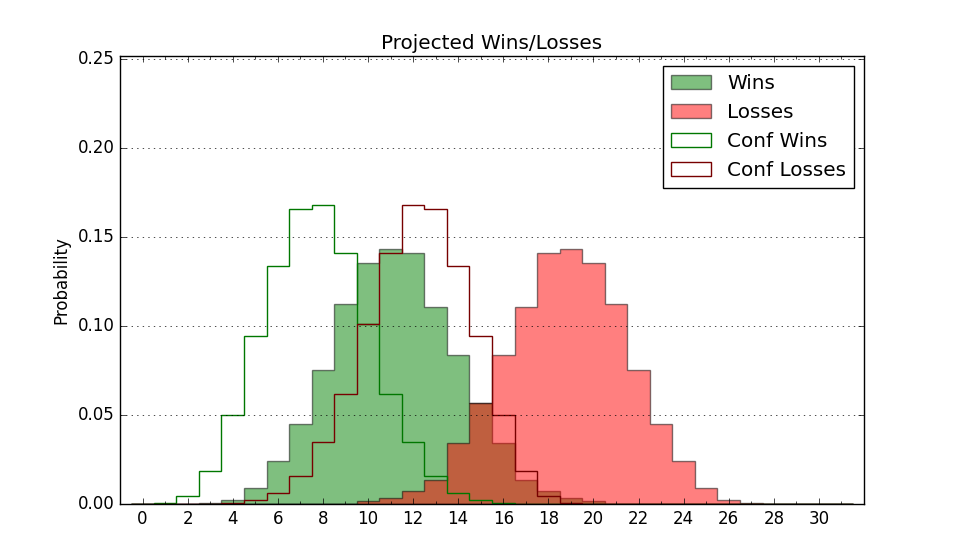 Projected Wins/Losses
0.25
0.20
0.15
0.10
0.05
0.00
Probability
Wins
Losses
Conf Wins
Conf Losses
0 2 4 6 8 10 12 14 16 18 20 22 24 26 28 30